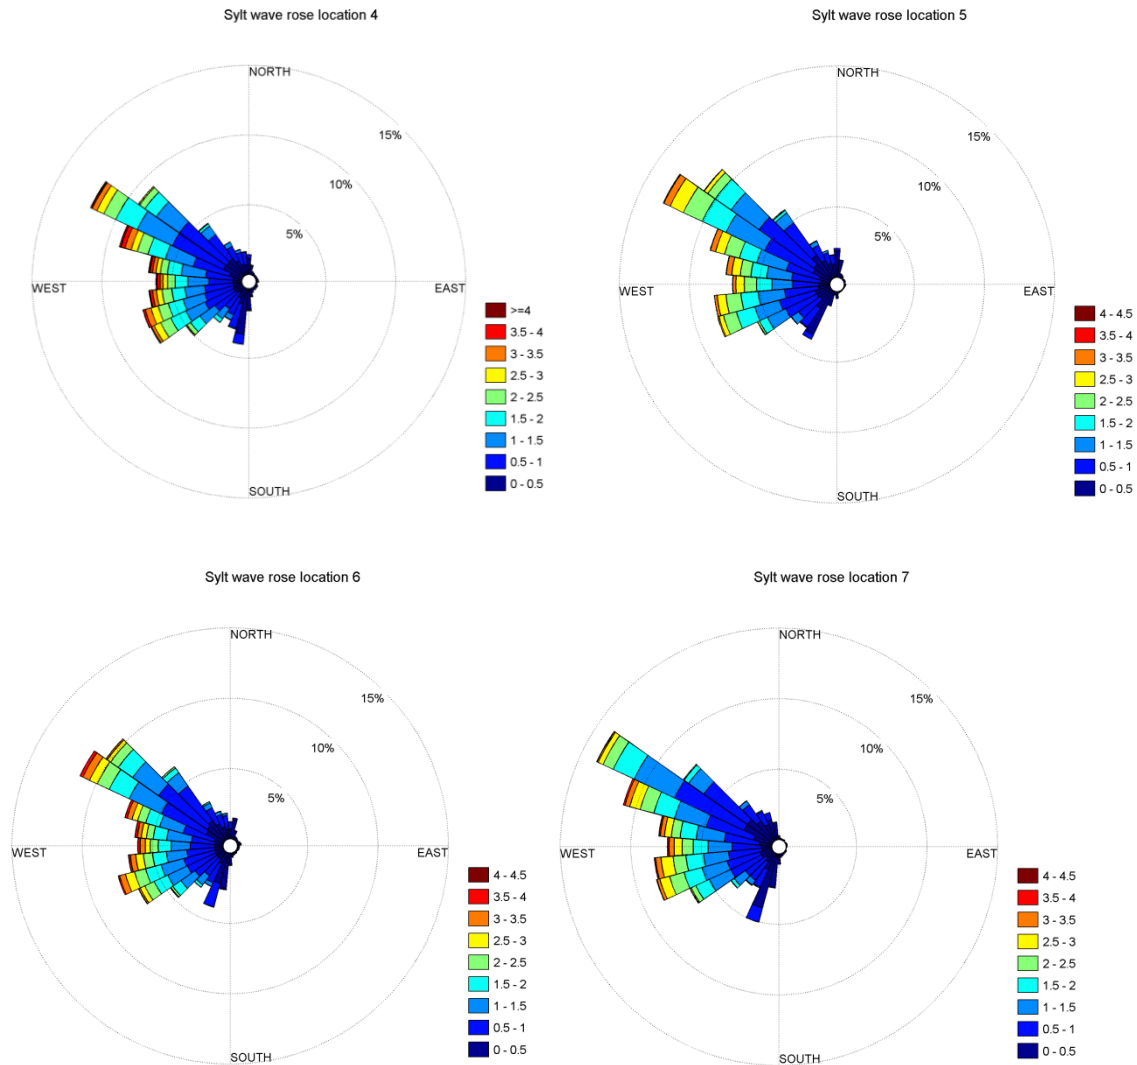 Sylt wave rose location 4
NORTH
15%
10%
5%
WEST
EAST
SOUTH
>=4
3.5 - 4
3 - 3.5
2.5 - 3
2 - 2.5
1.5 - 2
1 - 1.5
0.5 - 1
0 - 0.5
Sylt wave rose location 5
NORTH
15%
10%
5%
WEST
EAST
SOUTH
4 - 4.5
3.5 - 4
3 - 3.5
2.5 - 3
2 - 2.5
1.5 - 2
1 - 1.5
0.5 - 1
0 - 0.5
Sylt wave rose location 6
NORTH
15%
10%
5%
WEST
EAST
SOUTH
4 - 4.5
3.5 - 4
3 - 3.5
2.5 - 3
2 - 2.5
1.5 - 2
1 - 1.5
0.5 - 1
0 - 0.5
Sylt wave rose location 7
NORTH
15%
10%
5%
WEST
EAST
SOUTH
4 - 4.5
3.5 - 4
3 - 3.5
2.5 - 3
2 - 2.5
1.5 - 2
1 - 1.5
0.5 - 1
0 - 0.5